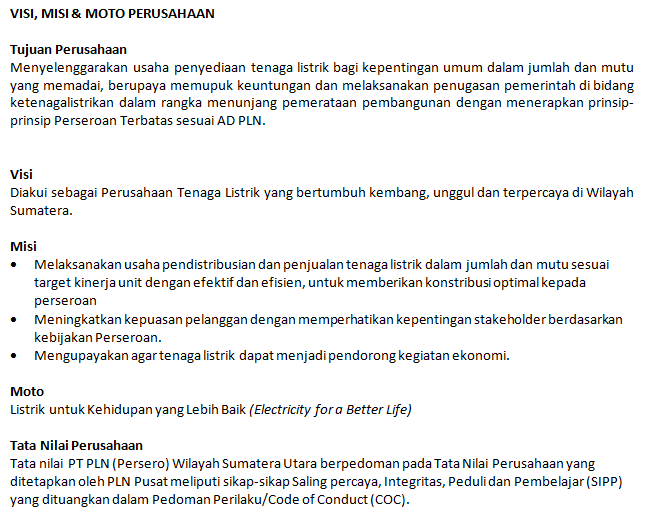 VISI, MISI & MOTO PERUSAHAAN
Tujuan Perusahaan
Menyelenggarakan usaha penyediaan tenaga listrik bagi kepentingan umum dalam jumlah dan mutu
yang memadai, berupaya memupuk keuntungan dan melaksanakan penugasan pemerintah di bidang
ketenagalistrikan dalam rangka menunjang pemerataan pembangunan dengan menerapkan prinsip-
prinsip Perseroan Terbatas sesuai AD PLN.
Visi
Diakui sebagai Perusahaan Tenaga Listrik yang bertumbuh kembang, unggul dan terpercaya di Wilayah
Sumatera.
Misi
• Melaksanakan usaha pendistribusian dan penjualan tenaga listrik dalam jumlah dan mutu sesuai
target kinerja unit dengan efektif dan efisien, untuk memberikan konstribusi optimal kepada
perseroan
• Meningkatkan kepuasan pelanggan dengan memperhatikan kepentingan stakeholder berdasarkan
kebijakan Perseroan.
• Mengupayakan agar tenaga listrik dapat menjadi pendorong kegiatan ekonomi.
Moto
Listrik untuk Kehidupan yang Lebih Baik (Electricity for a Better Life)
Tata Nilai Perusahaan
Tata nilai PT PLN (Persero) Wilayah Sumatera Utara berpedoman pada Tata Nilai Perusahaan yang
ditetapkan oleh PLN Pusat meliputi sikap-sikap Saling percaya, Integritas, Peduli dan Pembelajar (SIPP)
yang dituangkan dalam Pedoman Perilaku/Code of Conduct (COC).